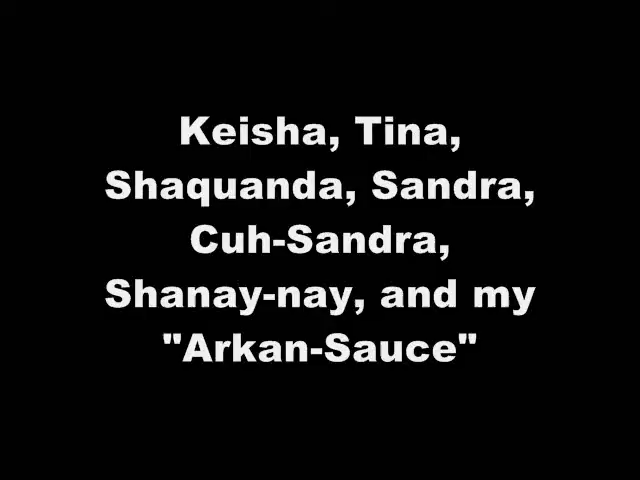 Keisha, Tina,
Shaquanda, Sandra,
Cuh-Sandra,
Shanay-nay, and my
"Arkan-Sauce"